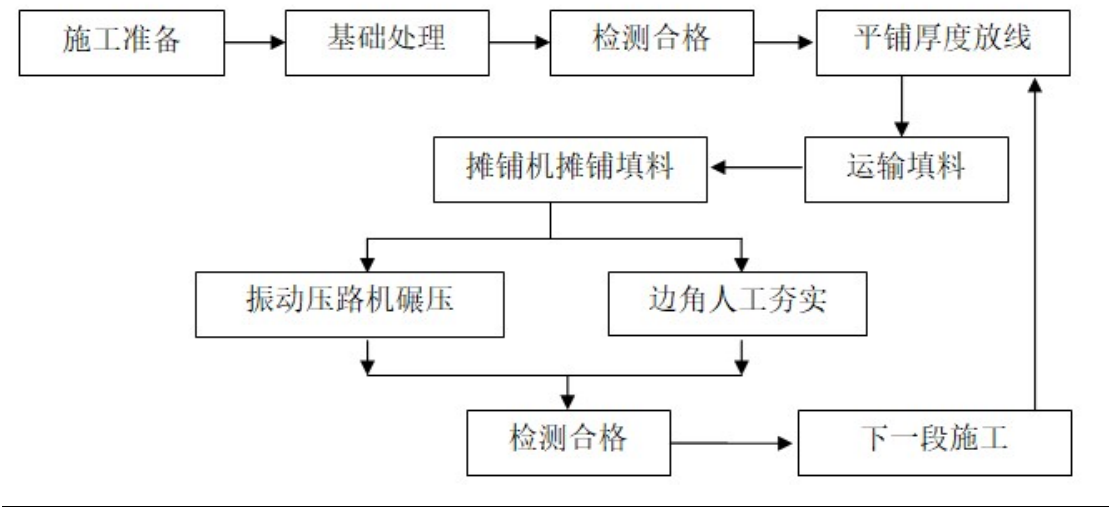 施工准备
基础处理
检测合格
平铺厚度放线
运输填料
摊铺机摊铺填料
振动压路机碾压
边角人工夯实
检测合格
下一段施工